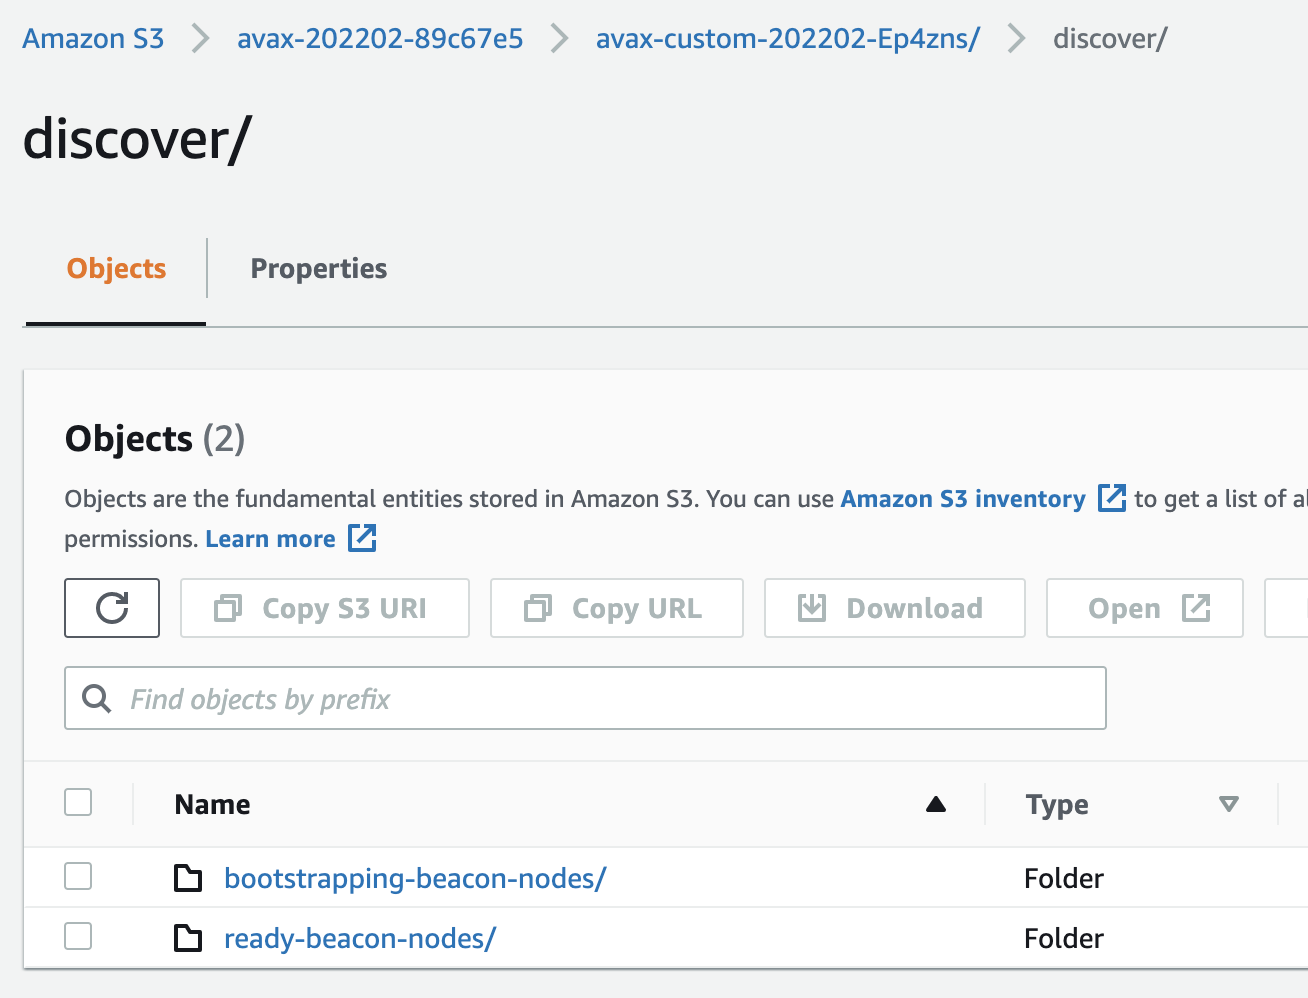 Amazon S3 avax-202202-89c67e5 avax-custom-202202-Ep4zns/ discover/
discover/
Objects Properties
Objects (2)
Objects are the fundamental entities stored in Amazon S3. You can use Amazon S3 inventory to get a list of
permissions. Learn more
Copy S3 URI Copy URL Download Open
Find objects by prefix
Name Type
bootstrapping-beacon-nodes/ Folder
ready-beacon-nodes/ Folder